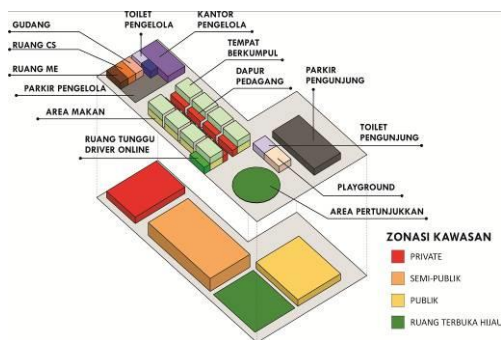 TOILET
PENGELOLA
KANTOR
PENGELOLA
GUDANG
RUANG CS
RUANG ME
PARKIR PENGELOLA
AREA MAKAN
RUANG TUNGGU
DRIVER ONLINE
TEMPAT
BERKUMPUL
DAPUR
PEDAGANG
PARKIR
PENGUNJUNG
TOILET
PENGUNJUNG
PLAYGROUND
AREA PERTUNJUKKAN
ZONASI KAWASAN
PRIVATE
SEMI-PUBLIK
PUBLIK
RUANG TERBUKA HIJAU